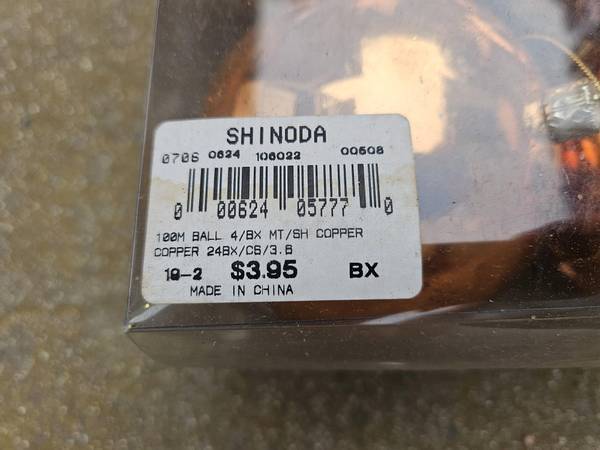 SHINODA
0706 0624 106022 00508
0 00624 05777 0
100M BALL 4/BX MT/SH COPPER
COPPER 24BX/CS/3.6
19-2 $3.95 BX
MADE IN CHINA